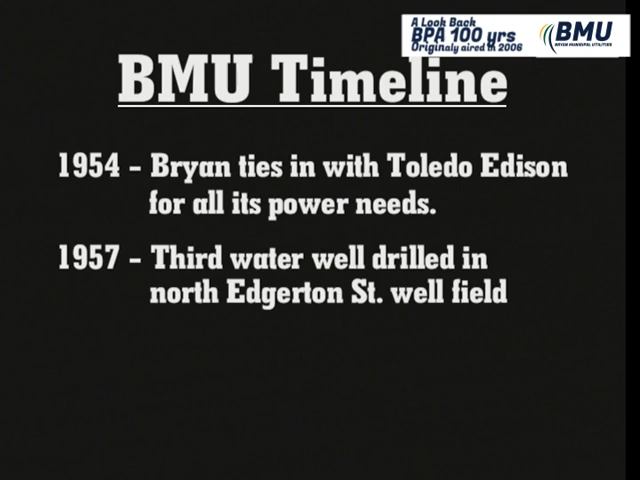 A Look Back
BPA 100 yrs
Originaly aired in 2006
BMU
BRYAN MUNICIPAL UTILITIES
BMU Timeline
1954 - Bryan ties in with Toledo Edison
for all its power needs.
1957 - Third water well drilled in
north Edgerton St. well field